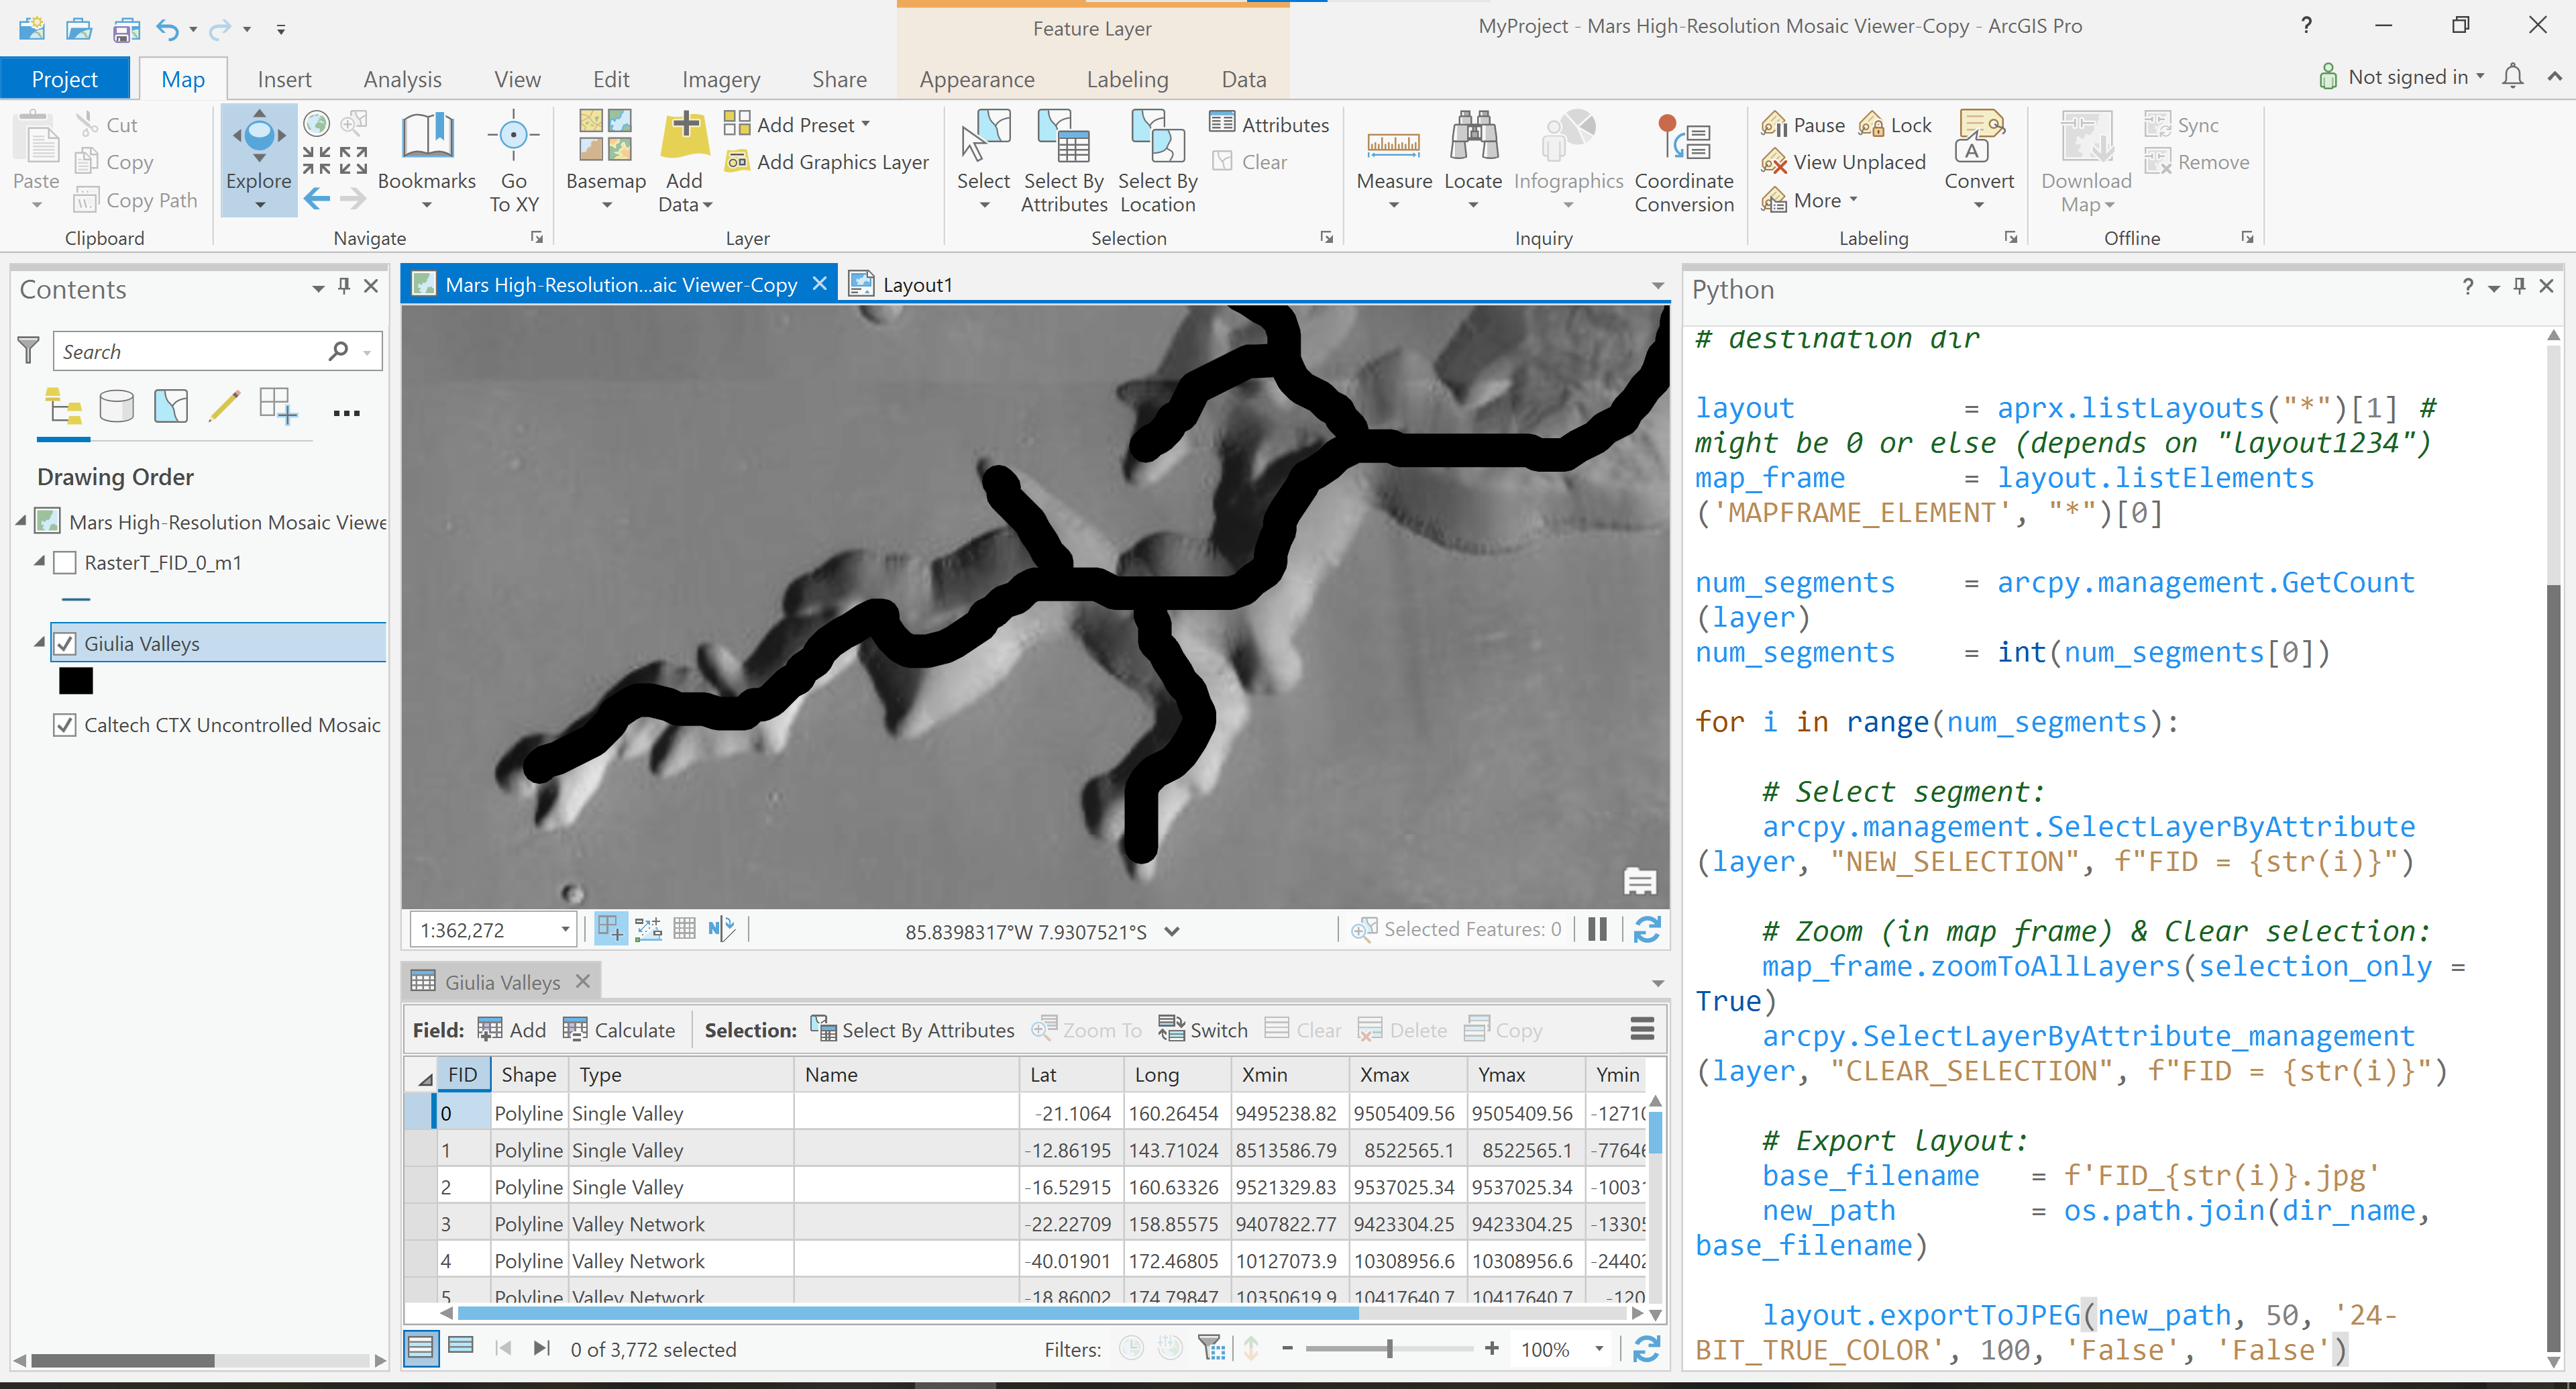 Feature Layer
MyProject - Mars High-Resolution Mosaic Viewer-Copy - ArcGIS Pro
?
Project
Map
Insert
Analysis
View
Edit
Imagery
Share
Appearance
Labeling
Data
Not signed in
Paste
Cut
Copy
Copy Path
Clipboard
Explore
Bookmarks
Go
To XY
Navigate
Basemap
Add
Data
Add Preset
Add Graphics Layer
Layer
Select
Select By
Attributes
Select By
Location
Attributes
Clear
Selection
Measure
Locate
Infographics
Coordinate
Conversion
Inquiry
Pause
Lock
View Unplaced
More
A
Convert
Labeling
Download
Map
Sync
Remove
Offline
Contents
Search
Drawing Order
Mars High-Resolution Mosaic Viewe
RasterT_FID_0_m1
Giulia Valleys
Caltech CTX Uncontrolled Mosaic
Mars High-Resolution...aic Viewer-Copy
Layout1
1:362,272
N
85.8398317°W 7.9307521°S
Selected Features: 0
Giulia Valleys
Field: Add Calculate Selection: Select By Attributes Zoom To Switch Clear Delete Copy
FID Shape Type Name Lat Long Xmin Xmax Ymax Ymin
0 Polyline Single Valley -21.1064 160.26454 9495238.82 9505409.56 9505409.56 -12710
1 Polyline Single Valley -12.86195 143.71024 8513586.79 8522565.1 8522565.1 -77646
2 Polyline Single Valley -16.52915 160.63326 9521329.83 9537025.34 9537025.34 -10031
3 Polyline Valley Network -22.22709 158.85575 9407822.77 9423304.25 9423304.25 -13305
4 Polyline Valley Network -40.01901 172.46805 10127073.9 10308956.6 10308956.6 -24402
5 Polyline Valley Network -18.86002 174.79847 10350619.9 10417640.7 10417640.7 -120
0 of 3,772 selected
Filters:
100%
Python
?
# destination dir
layout = aprx.listLayouts("*")[1] #
might be 0 or else (depends on "layout1234")
map_frame = layout.listElements
('MAPFRAME_ELEMENT', "*")[0]
num_segments = arcpy.management.GetCount
(layer)
num_segments = int(num_segments[0])
for i in range(num_segments):
# Select segment:
arcpy.management.SelectLayerByAttribute
(layer, "NEW_SELECTION", f"FID = {str(i)}")
# Zoom (in map frame) & Clear selection:
map_frame.zoomToAllLayers(selection_only =
True)
arcpy.SelectLayerByAttribute_management
(layer, "CLEAR_SELECTION", f"FID = {str(i)}")
# Export layout:
base_filename = f'FID_{str(i)}.jpg'
new_path = os.path.join(dir_name,
base_filename)
layout.exportToJPEG(new_path, 50, '24-
BIT_TRUE_COLOR', 100, 'False', 'False')